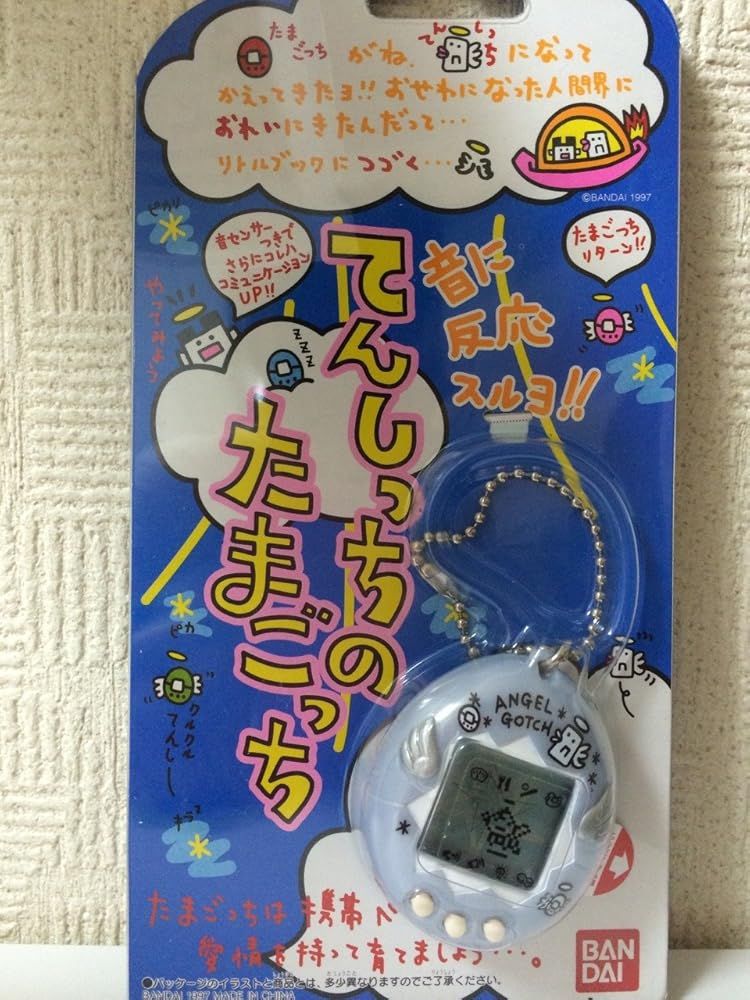 たまごっち がね、てんしっちになって
かえってきたヨ!! おせわになった人間界に
おれいにきたんだって…
リトルブックにつづく…
©BANDAI 1997
ピカリ
音センサー
つきで
さらにコレハ
コミュニケーション
UP!!
たまごっち
リターン!!
やってみよう
zzzz
音に
反応
スルヨ!!
てんしっちの
たまごっち
ピカ
クルクル
てんしー
キラ
ANGEL
GOTCH
たまごっちは 携帯
愛情を持って育てましょう…。
BAN
DAI
●パッケージのイラストと商品とは、多少異なりますのでご了承ください。
BANDAI 1997 MADE IN CHINA